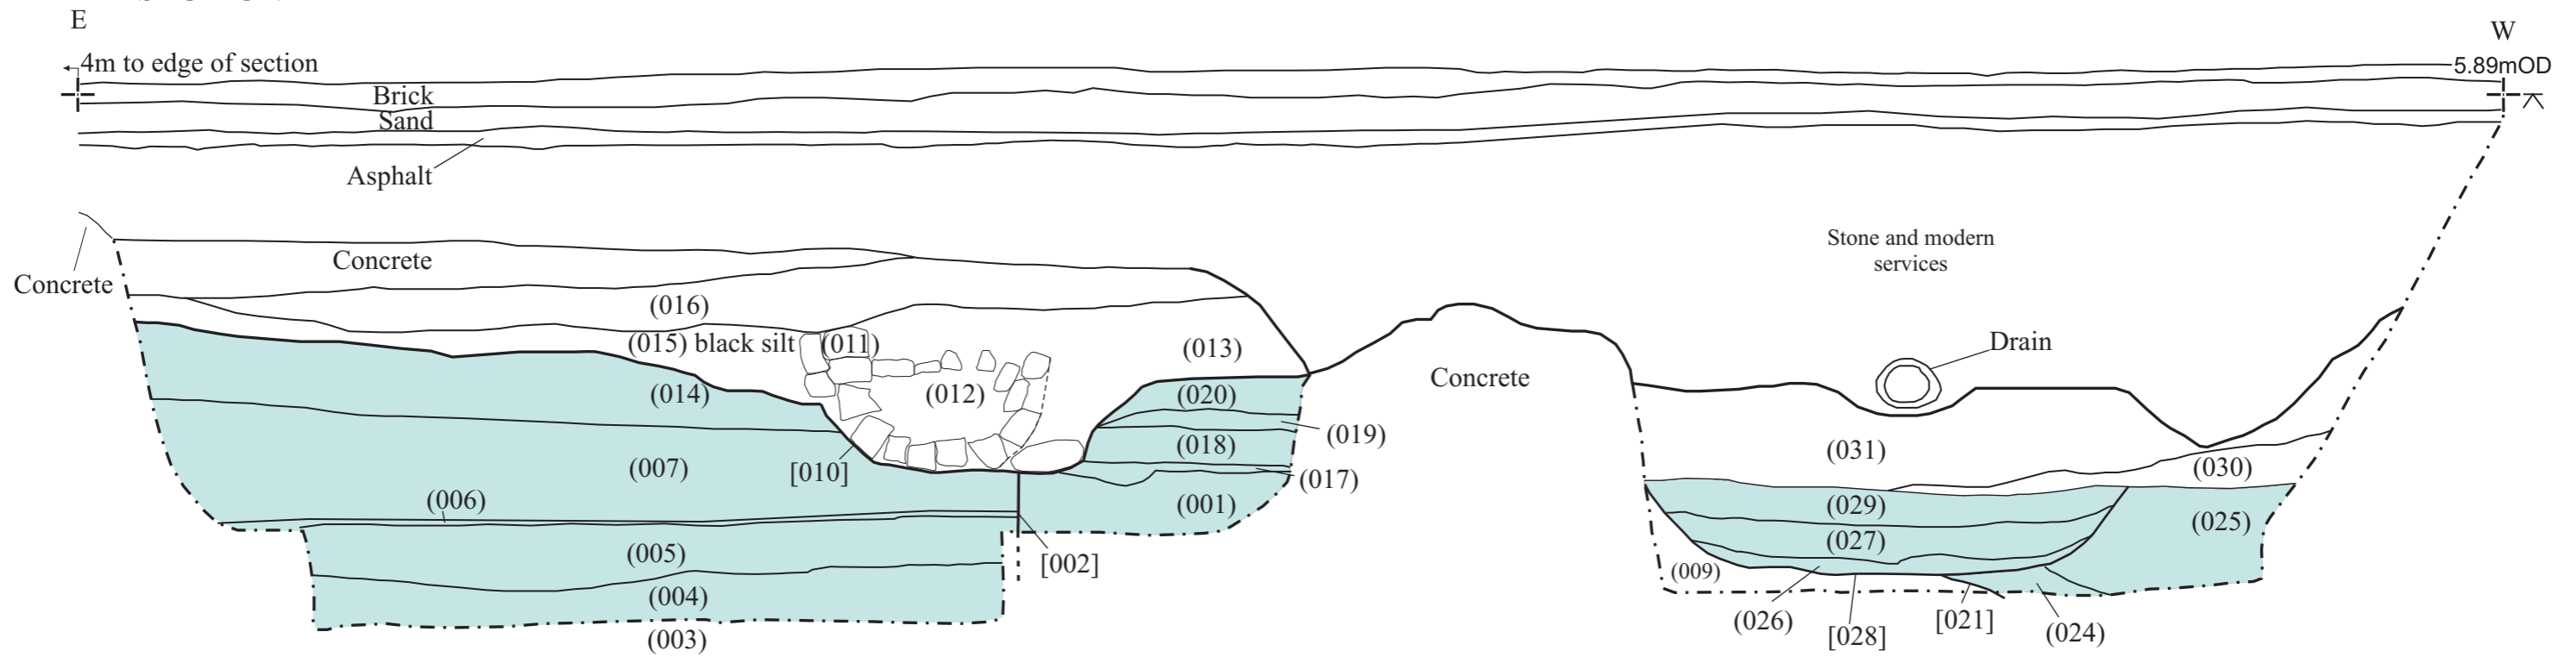 E
W
4m to edge of section
5.89mOD
Brick
Sand
Asphalt
Stone and modern
services
Concrete
Concrete
(016)
(015) black silt
(011)
(013)
Drain
Concrete
(014)
(012)
(020)
(019)
(018)
(007)
[010]
(017)
(031)
(030)
(006)
(001)
(029)
(025)
(005)
[002]
(027)
(009)
(004)
(026)
[028]
[021]
(024)
(003)